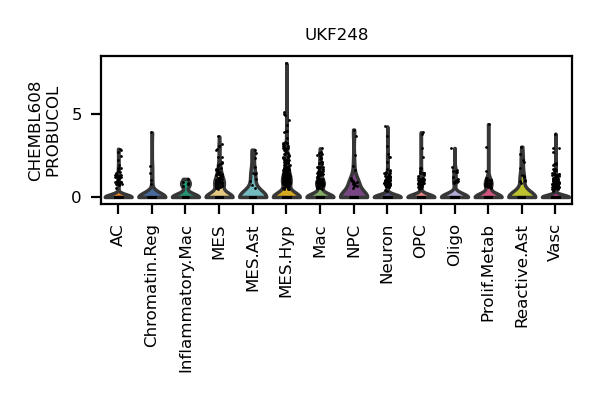 UKF248
CHEMBL608
PROBUCOL
5
0
AC
Chromatin.Reg
Inflammatory.Mac
MES
MES.Ast
MES.Hyp
Mac
NPC
Neuron
OPC
Oligo
Prolif.Metab
Reactive.Ast
Vasc